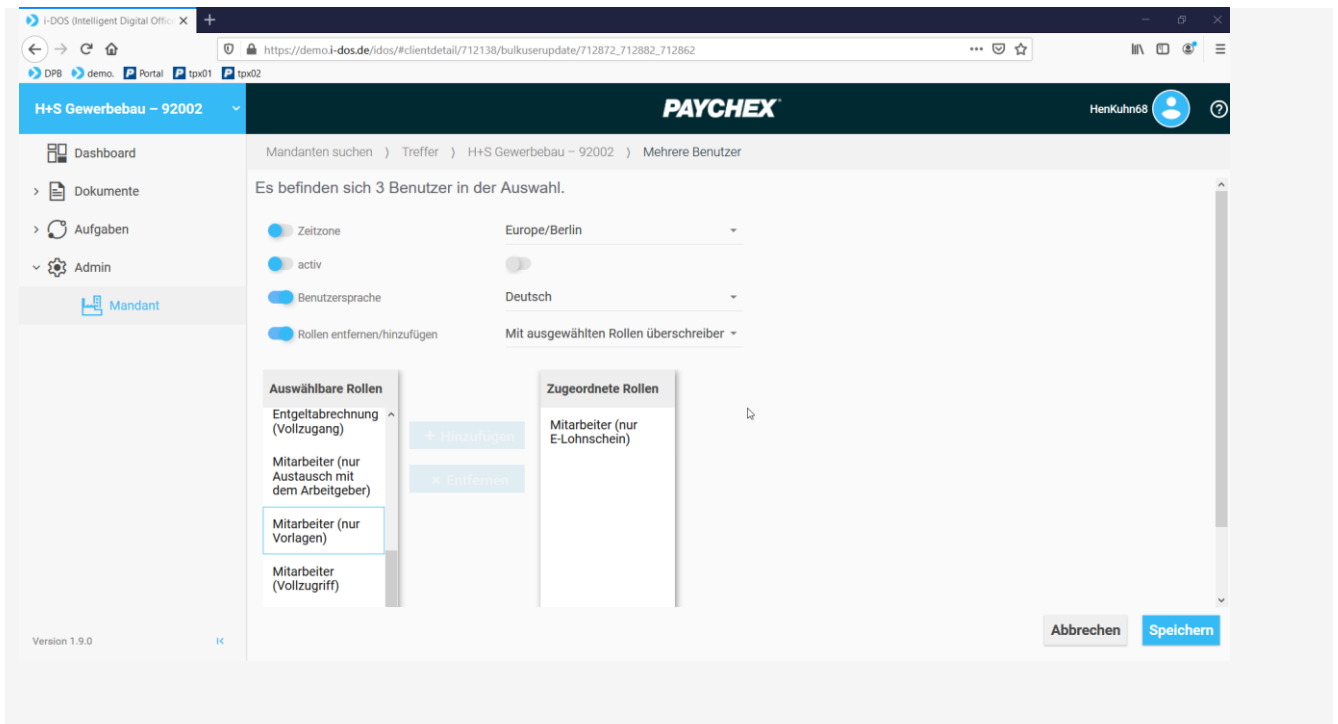 i-DOS (Intelligent Digital Offic
https://demo.i-dos.de/idos/#clientdetail/712138/bulkuserupdate/712872_712882_712862
DPB demo. Portal tpx01 tpx02
H+S Gewerbebau – 92002
PAYCHEX
HenKuhn68
Dashboard
Dokumente
Aufgaben
Admin
Mandant
Version 1.9.0
Mandanten suchen ) Treffer ) H+S Gewerbebau – 92002 ) Mehrere Benutzer
Es befinden sich 3 Benutzer in der Auswahl.
Zeitzone Europe/Berlin
activ
Benutzersprache Deutsch
Rollen entfernen/hinzufügen Mit ausgewählten Rollen überschreiber
Auswählbare Rollen
Entgeltabrechnung
(Vollzugang)
Mitarbeiter (nur
Austausch mit
dem Arbeitgeber)
Mitarbeiter (nur
Vorlagen)
Mitarbeiter
(Vollzugriff)
+ Hinzufügen
× Entfernen
Zugeordnete Rollen
Mitarbeiter (nur
E-Lohnschein)
Abbrechen Speichern